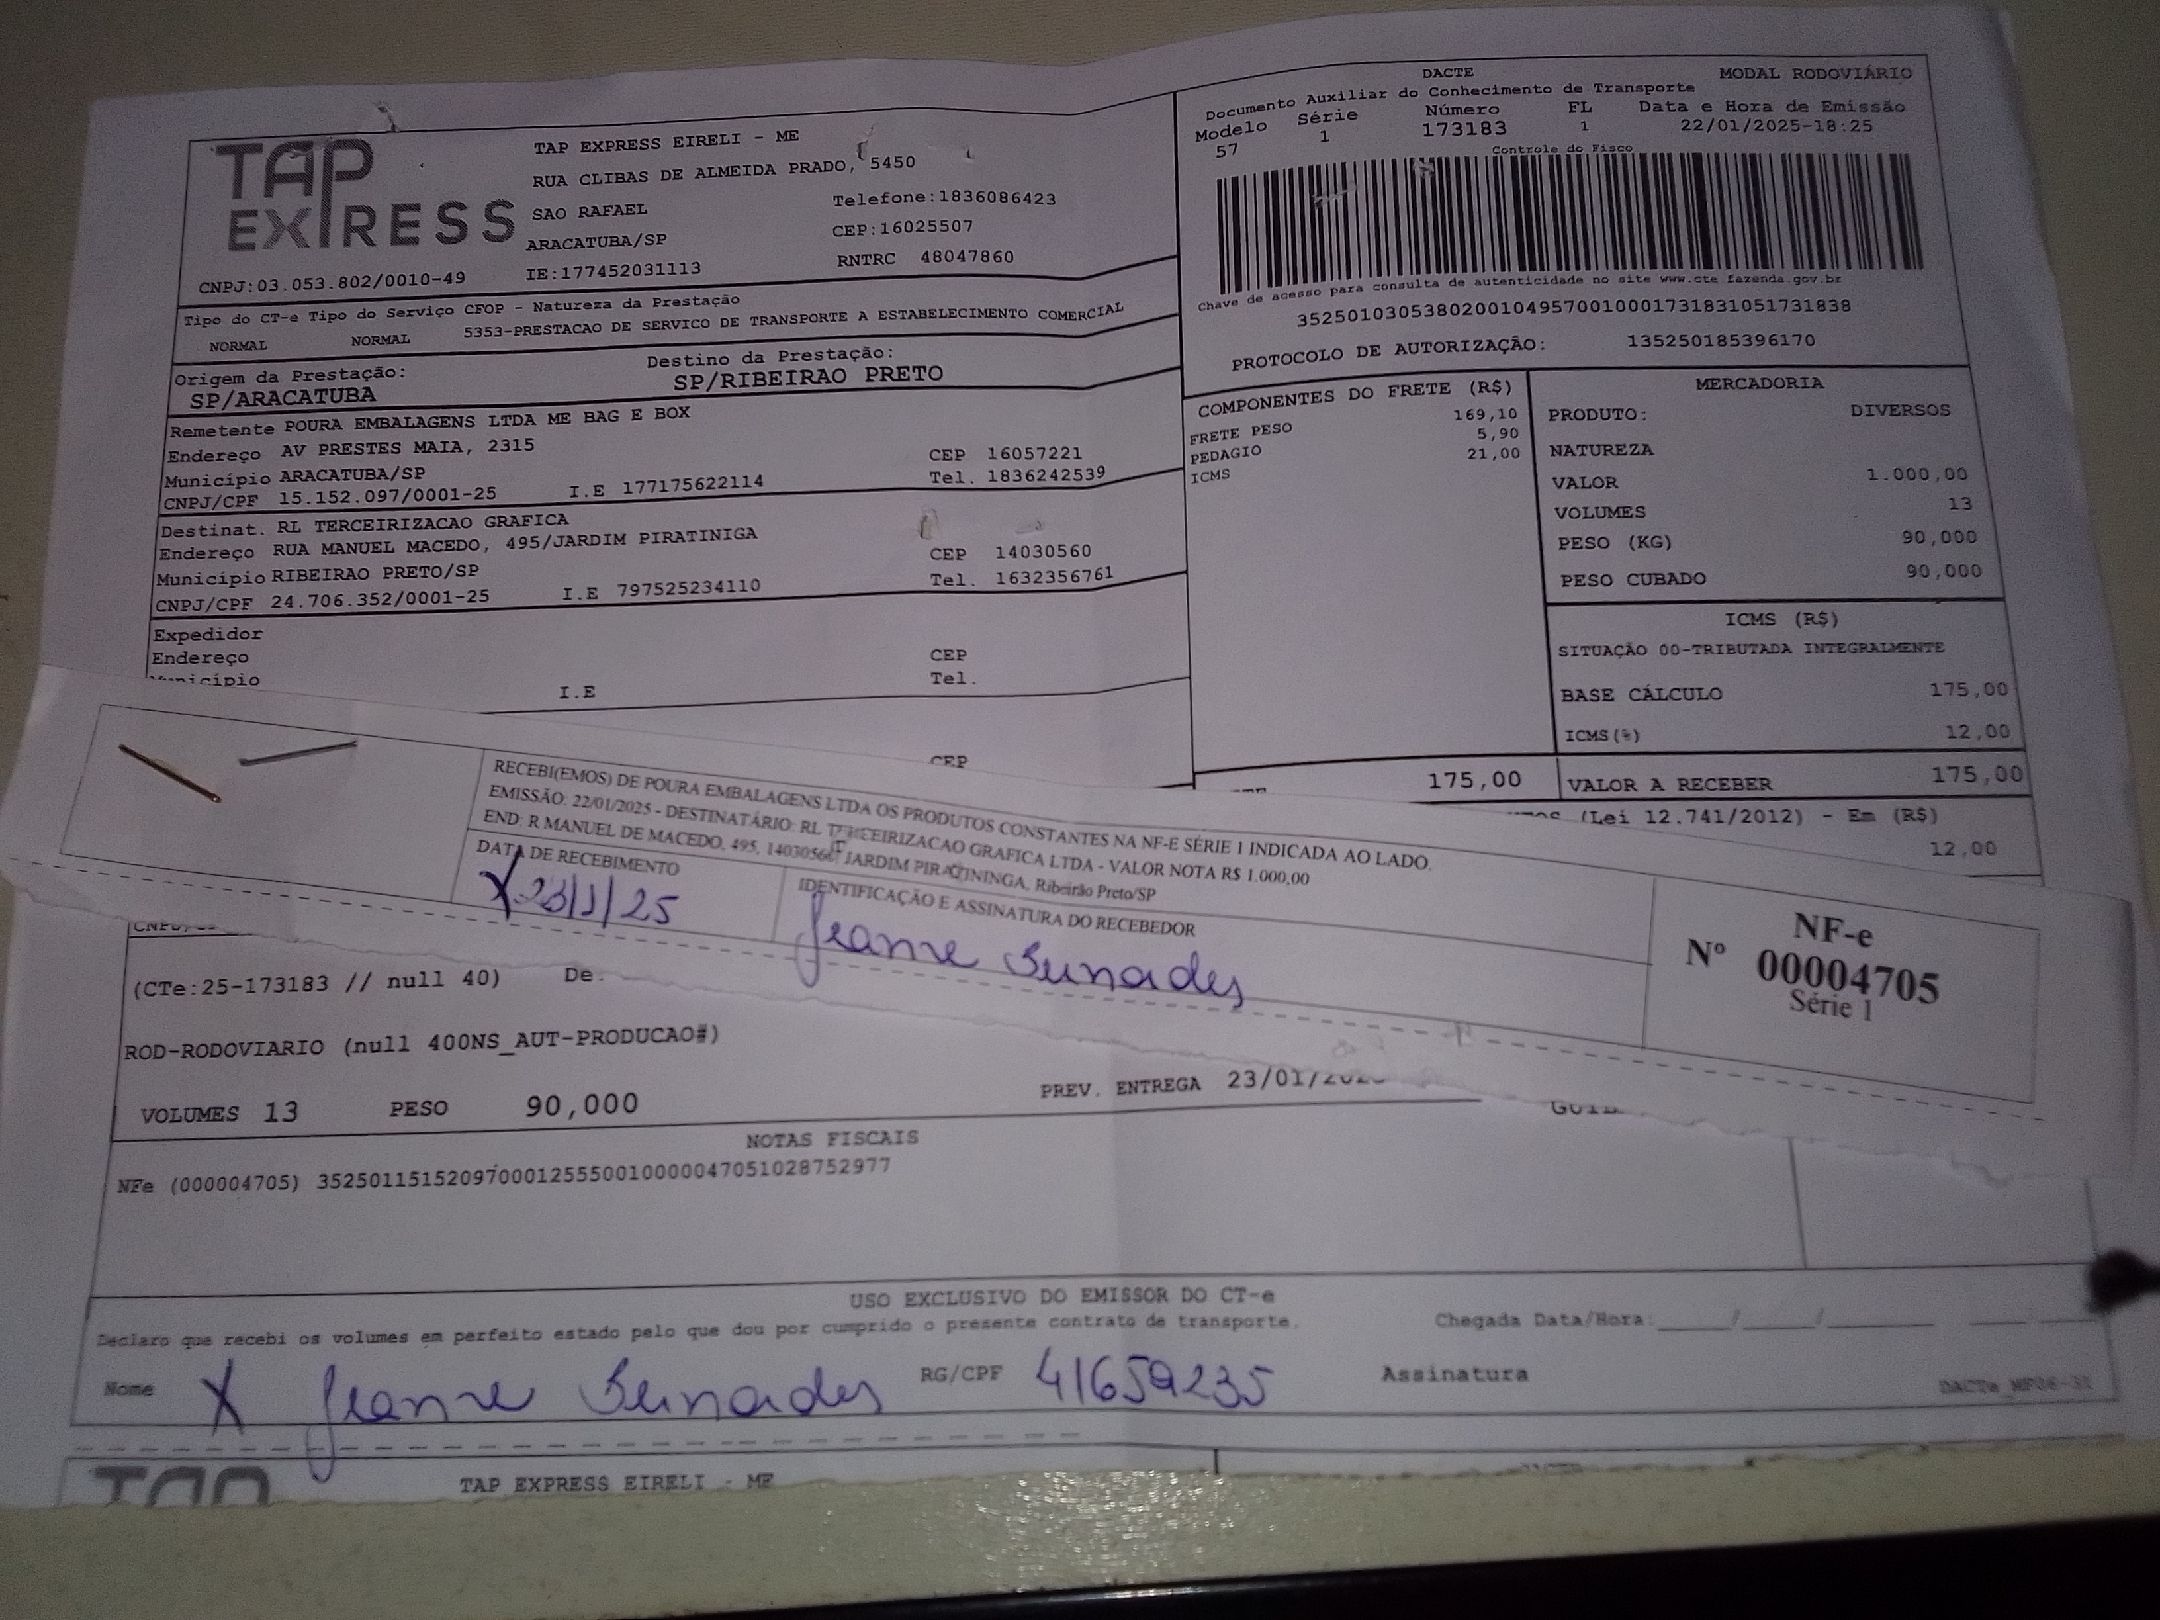 TAP EXPRESS
TAP EXPRESS EIRELI - ME
RUA CLIBAS DE ALMEIDA PRADO, 5450
SAO RAFAEL Telefone:1836086423
ARACATUBA/SP CEP:16025507
CNPJ:03.053.802/0010-49 IE:177452031113 RNTRC 48047860
DACTE MODAL RODOVIÁRIO
Documento Auxiliar do Conhecimento de Transporte
Modelo Série Número FL Data e Hora de Emissão
57 1 173183 1 22/01/2025-18:25
Controle do Fisco
Chave de acesso para consulta de autenticidade no site www.cte fazenda.gov.br
35250103053802001049570010001731831051731838
PROTOCOLO DE AUTORIZAÇÃO: 135250185396170
Tipo do CT-e Tipo do Serviço CFOP - Natureza da Prestação
NORMAL NORMAL 5353-PRESTACAO DE SERVICO DE TRANSPORTE A ESTABELECIMENTO COMERCIAL
Origem da Prestação: Destino da Prestação:
SP/ARACATUBA SP/RIBEIRAO PRETO
Remetente POURA EMBALAGENS LTDA ME BAG E BOX
Endereço AV PRESTES MAIA, 2315 CEP 16057221
Município ARACATUBA/SP Tel. 1836242539
CNPJ/CPF 15.152.097/0001-25 I.E 177175622114
Destinat. RL TERCEIRIZACAO GRAFICA
Endereço RUA MANUEL MACEDO, 495/JARDIM PIRATINIGA CEP 14030560
Município RIBEIRAO PRETO/SP Tel. 1632356761
CNPJ/CPF 24.706.352/0001-25 I.E 797525234110
Expedidor
Endereço CEP
Município Tel.
I.E
CEP
COMPONENTES DO FRETE (R$)
FRETE PESO 169,10
PEDAGIO 5,90
ICMS 21,00
MERCADORIA
PRODUTO: DIVERSOS
NATUREZA
VALOR 1.000,00
VOLUMES 13
PESO (KG) 90,000
PESO CUBADO 90,000
ICMS (R$)
SITUAÇÃO 00-TRIBUTADA INTEGRALMENTE
BASE CÁLCULO 175,00
ICMS(%) 12,00
175,00 VALOR A RECEBER 175,00
(Lei 12.741/2012) - Em (R$)
12,00
RECEBI(EMOS) DE POURA EMBALAGENS LTDA OS PRODUTOS CONSTANTES NA NF-E SÉRIE 1 INDICADA AO LADO.
EMISSÃO: 22/01/2025 - DESTINATÁRIO: RL TERCEIRIZACAO GRAFICA LTDA - VALOR NOTA R$ 1.000,00
END: R MANUEL DE MACEDO, 495, JARDIM PIRATININGA, Ribeirão Preto/SP
DATA DE RECEBIMENTO IDENTIFICAÇÃO E ASSINATURA DO RECEBEDOR
X 23/1/25 Jeanne
NF-e
Nº 00004705
Série 1
(CTe:25-173183 // null 40) De.
ROD-RODOVIARIO (null 400NS_AUT-PRODUCAO#)
VOLUMES 13 PESO 90,000 PREV. ENTREGA 23/01/
NOTAS FISCAIS
NFe (000004705) 35250115152097000125550010000047051028752977
USO EXCLUSIVO DO EMISSOR DO CT-e
Declaro que recebi os volumes em perfeito estado pelo que dou por cumprido o presente contrato de transporte. Chegada Data/Hora:____/____/____
Nome X Jeanne RG/CPF 41659235 Assinatura
TAP EXPRESS EIRELI - ME